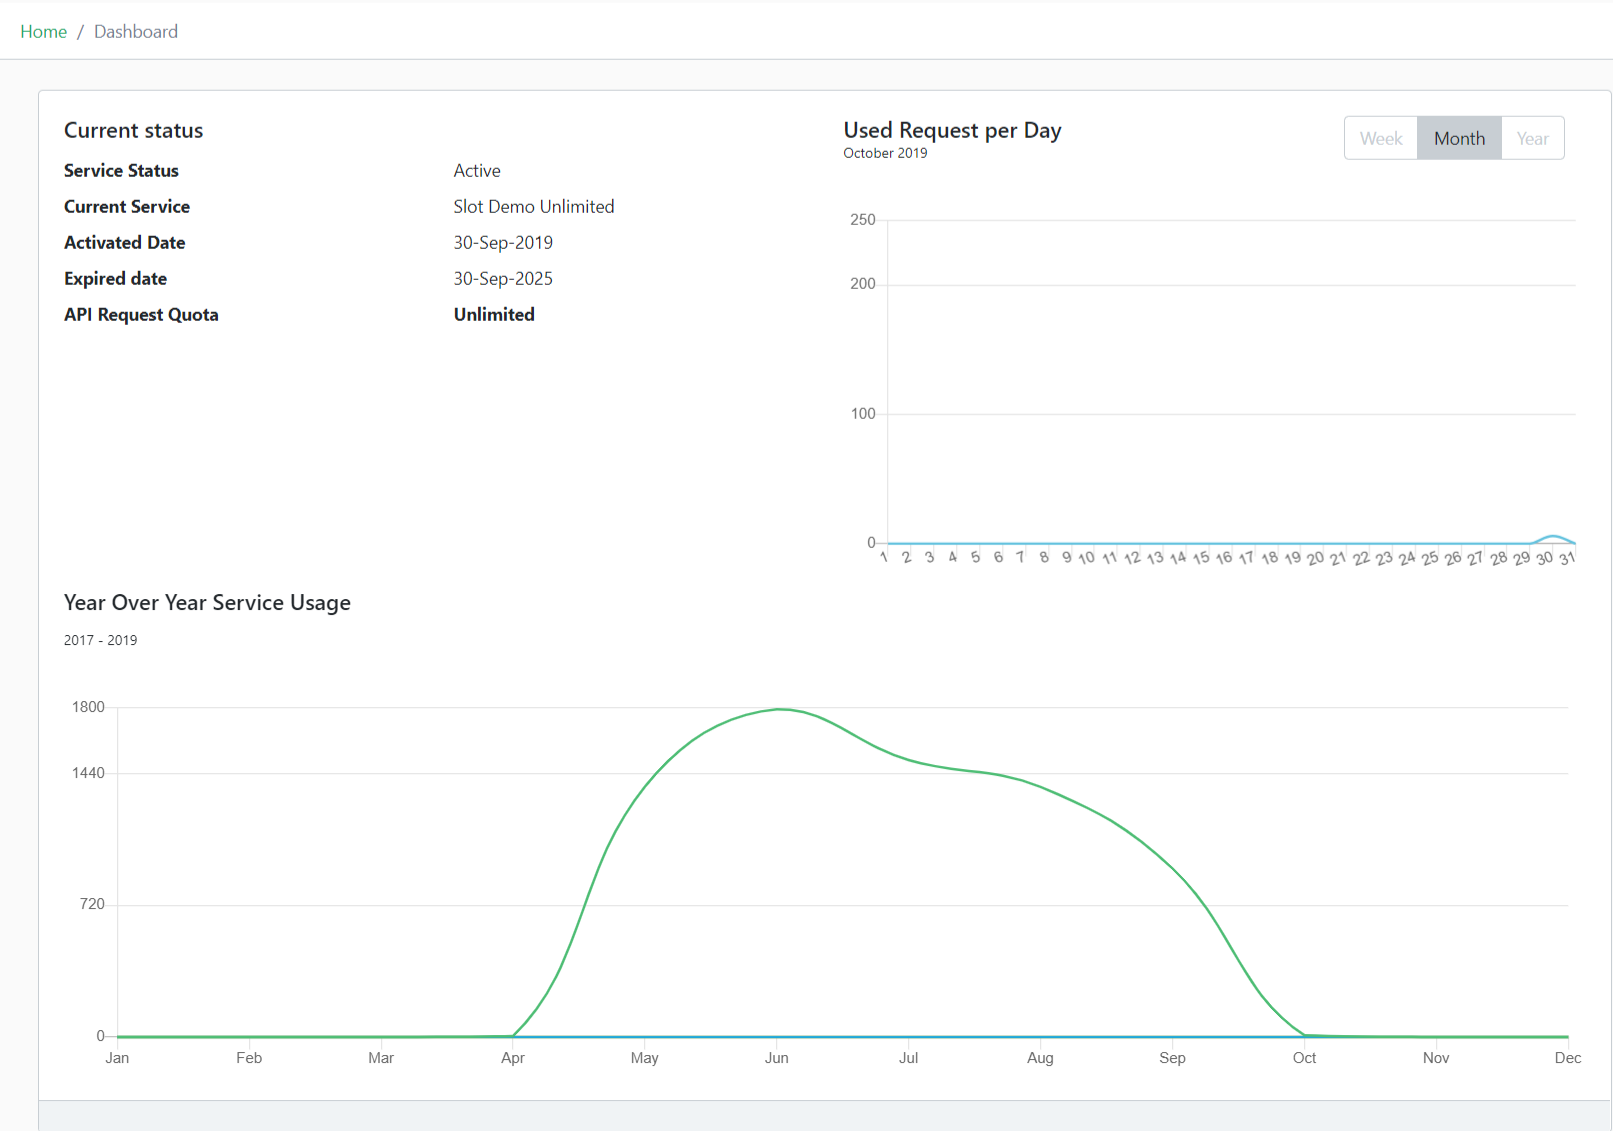 Home / Dashboard
Current status
Service Status Active
Current Service Slot Demo Unlimited
Activated Date 30-Sep-2019
Expired date 30-Sep-2025
API Request Quota Unlimited
Used Request per Day
October 2019
Week Month Year
250
200
100
0
1 2 3 4 5 6 7 8 9 10 11 12 13 14 15 16 17 18 19 20 21 22 23 24 25 26 27 28 29 30 31
Year Over Year Service Usage
2017 - 2019
1800
1440
720
0
Jan Feb Mar Apr May Jun Jul Aug Sep Oct Nov Dec